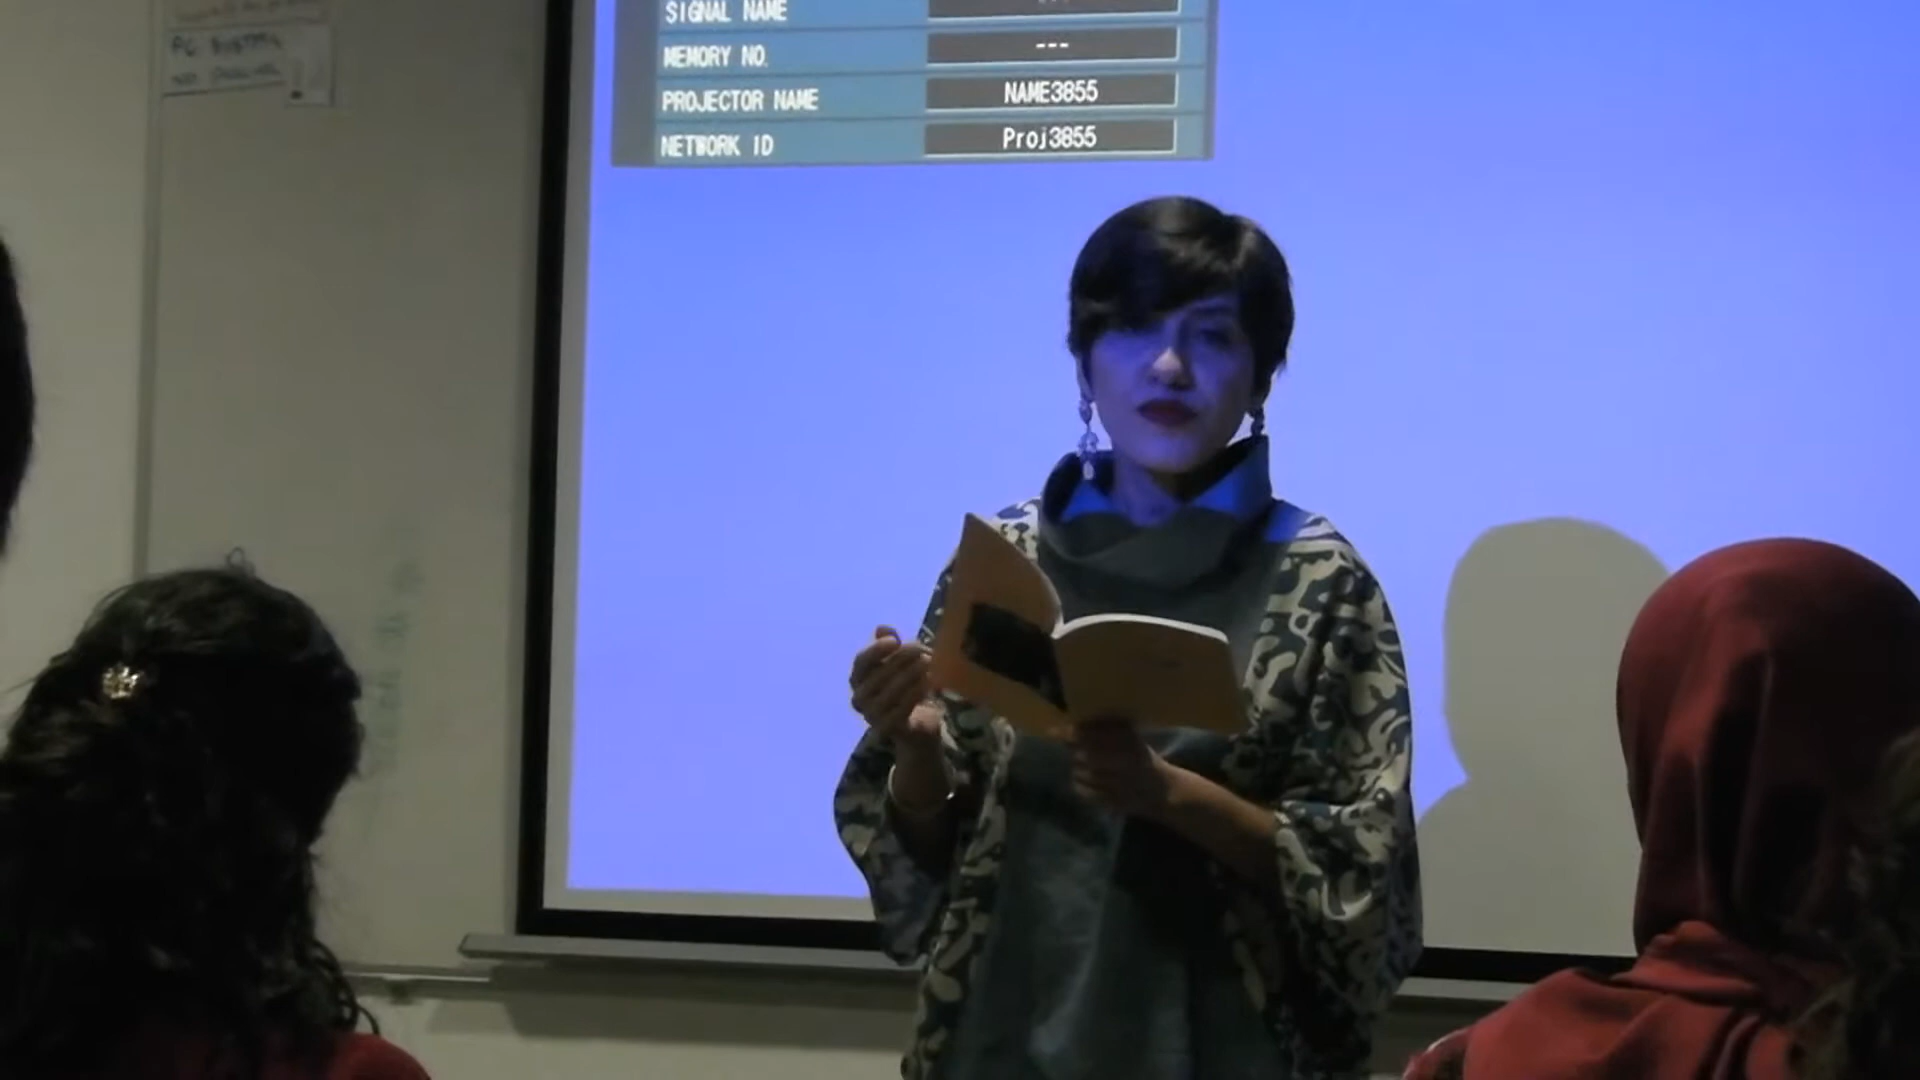 SIGNAL NAME ---
MEMORY NO. ---
PROJECTOR NAME NAME3855
NETWORK ID Proj3855